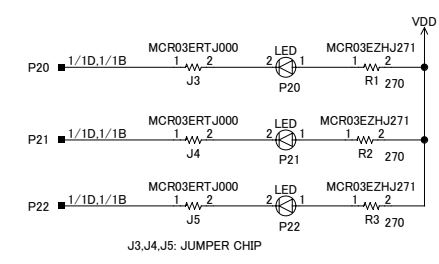 VDD
MCR03ERTJ000 LED MCR03EZHJ271
P20 1/1D,1/1B 1 2 2 1 1 2
J3 P20 R1 270
MCR03ERTJ000 LED MCR03EZHJ271
P21 1/1D,1/1B 1 2 2 1 1 2
J4 P21 R2 270
MCR03ERTJ000 LED MCR03EZHJ271
P22 1/1D,1/1B 1 2 2 1 1 2
J5 P22 R3 270
J3,J4,J5: JUMPER CHIP